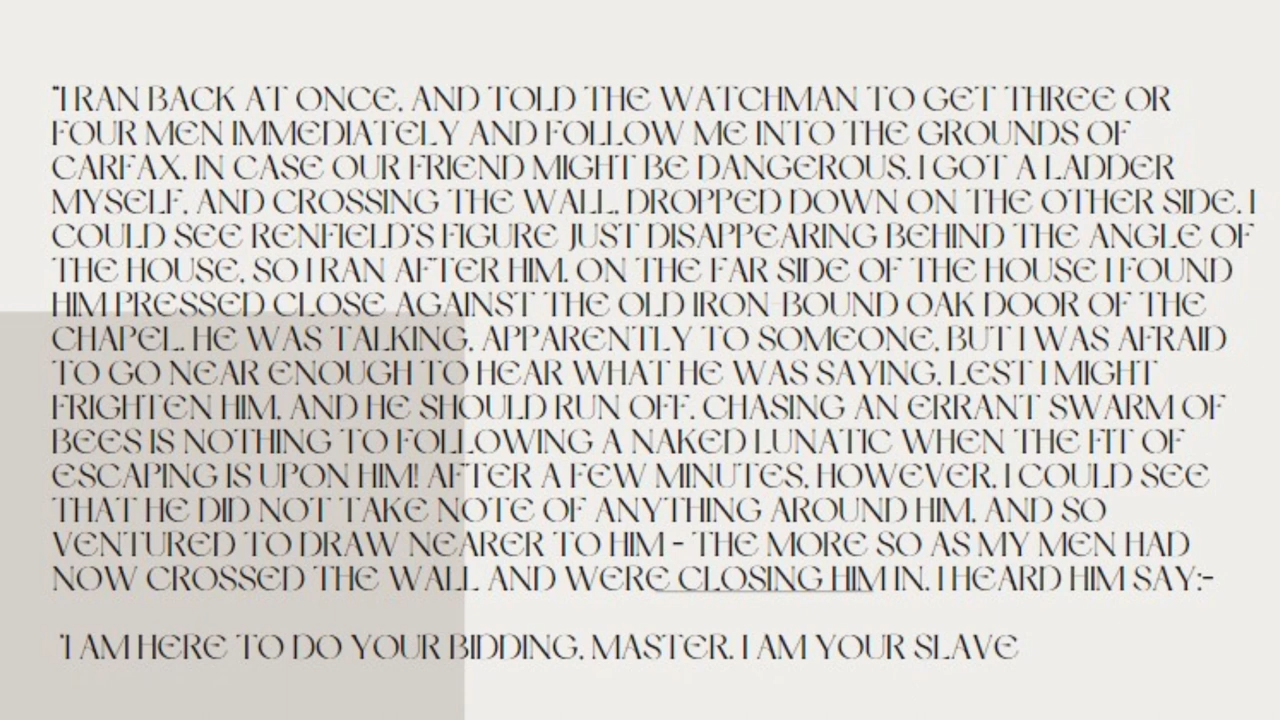 "I RAN BACK AT ONCE, AND TOLD THE WATCHMAN TO GET THREE OR
FOUR MEN IMMEDIATELY AND FOLLOW ME INTO THE GROUNDS OF
CARFAX, IN CASE OUR FRIEND MIGHT BE DANGEROUS. I GOT A LADDER
MYSELF, AND CROSSING THE WALL, DROPPED DOWN ON THE OTHER SIDE. I
COULD SEE RENFIELD'S FIGURE JUST DISAPPEARING BEHIND THE ANGLE OF
THE HOUSE, SO I RAN AFTER HIM. ON THE FAR SIDE OF THE HOUSE I FOUND
HIM PRESSED CLOSE AGAINST THE OLD IRON-BOUND OAK DOOR OF THE
CHAPEL. HE WAS TALKING, APPARENTLY TO SOMEONE, BUT I WAS AFRAID
TO GO NEAR ENOUGH TO HEAR WHAT HE WAS SAYING, LEST I MIGHT
FRIGHTEN HIM, AND HE SHOULD RUN OFF. CHASING AN ERRANT SWARM OF
BEES IS NOTHING TO FOLLOWING A NAKED LUNATIC WHEN THE FIT OF
ESCAPING IS UPON HIM! AFTER A FEW MINUTES, HOWEVER, I COULD SEE
THAT HE DID NOT TAKE NOTE OF ANYTHING AROUND HIM, AND SO
VENTURED TO DRAW NEARER TO HIM - THE MORE SO AS MY MEN HAD
NOW CROSSED THE WALL AND WERE CLOSING HIM IN. I HEARD HIM SAY:-
'I AM HERE TO DO YOUR BIDDING, MASTER. I AM YOUR SLAVE